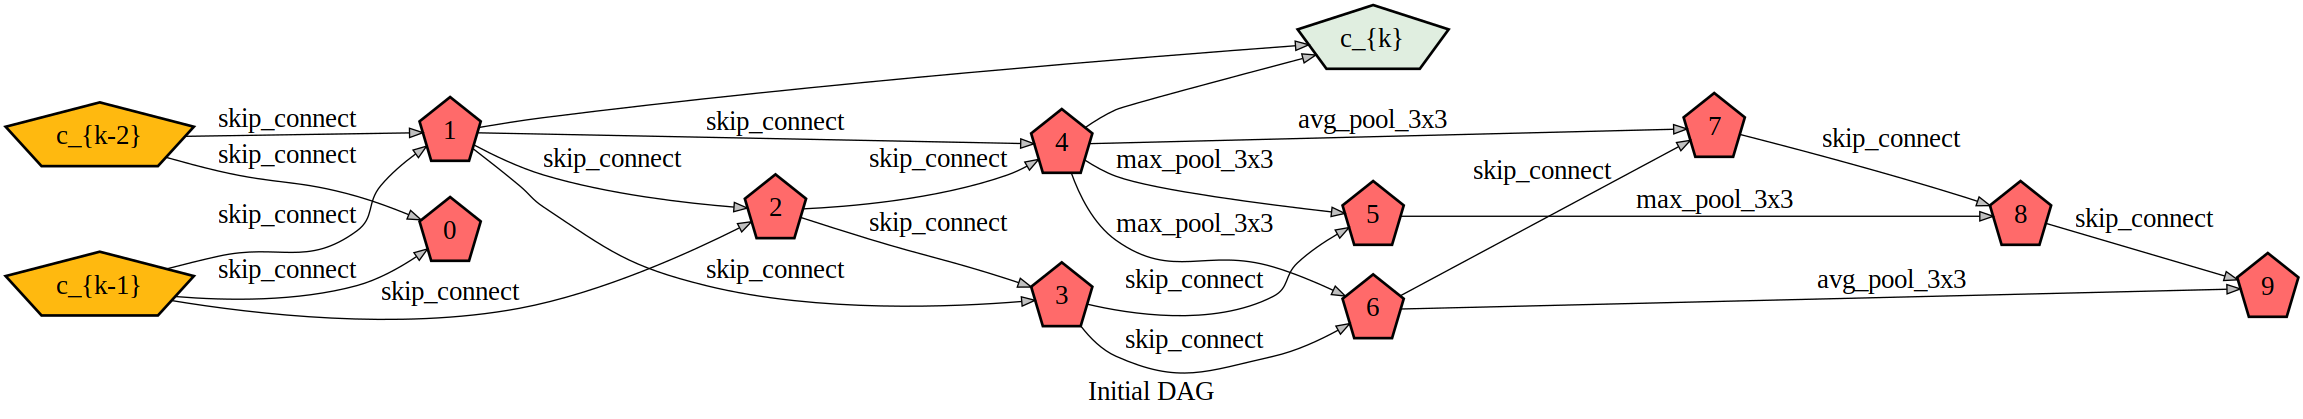 c_{k}
c_{k-2}
skip_connect
skip_connect
1
skip_connect
avg_pool_3x3
7
skip_connect
4
skip_connect
skip_connect
max_pool_3x3
skip_connect
skip_connect
0
2
skip_connect
max_pool_3x3
5
max_pool_3x3
8
skip_connect
c_{k-1}
skip_connect
skip_connect
skip_connect
3
skip_connect
6
avg_pool_3x3
9
skip_connect
Initial DAG